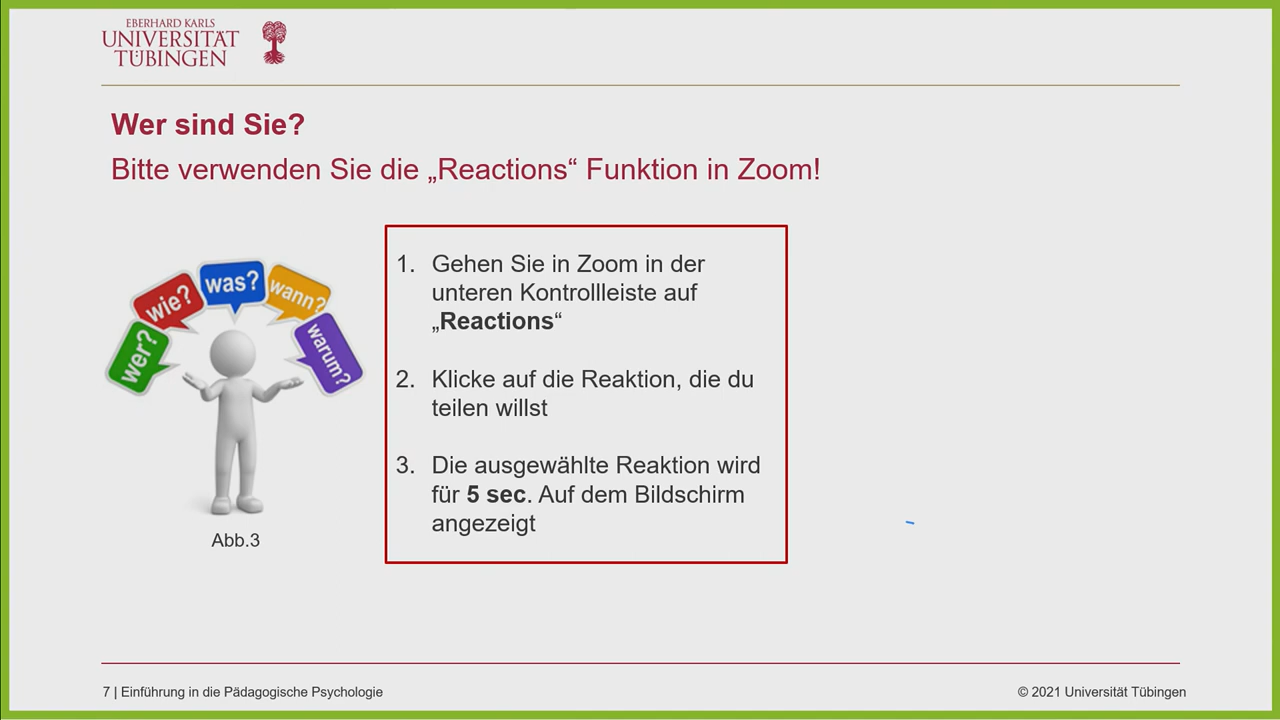 EBERHARD KARLS
UNIVERSITÄT
TÜBINGEN
Wer sind Sie?
Bitte verwenden Sie die „Reactions“ Funktion in Zoom!
wer?
wie?
was?
wann?
warum?
Abb.3
1. Gehen Sie in Zoom in der
unteren Kontrollleiste auf
„Reactions“
2. Klicke auf die Reaktion, die du
teilen willst
3. Die ausgewählte Reaktion wird
für 5 sec. Auf dem Bildschirm
angezeigt
7 | Einführung in die Pädagogische Psychologie
© 2021 Universität Tübingen